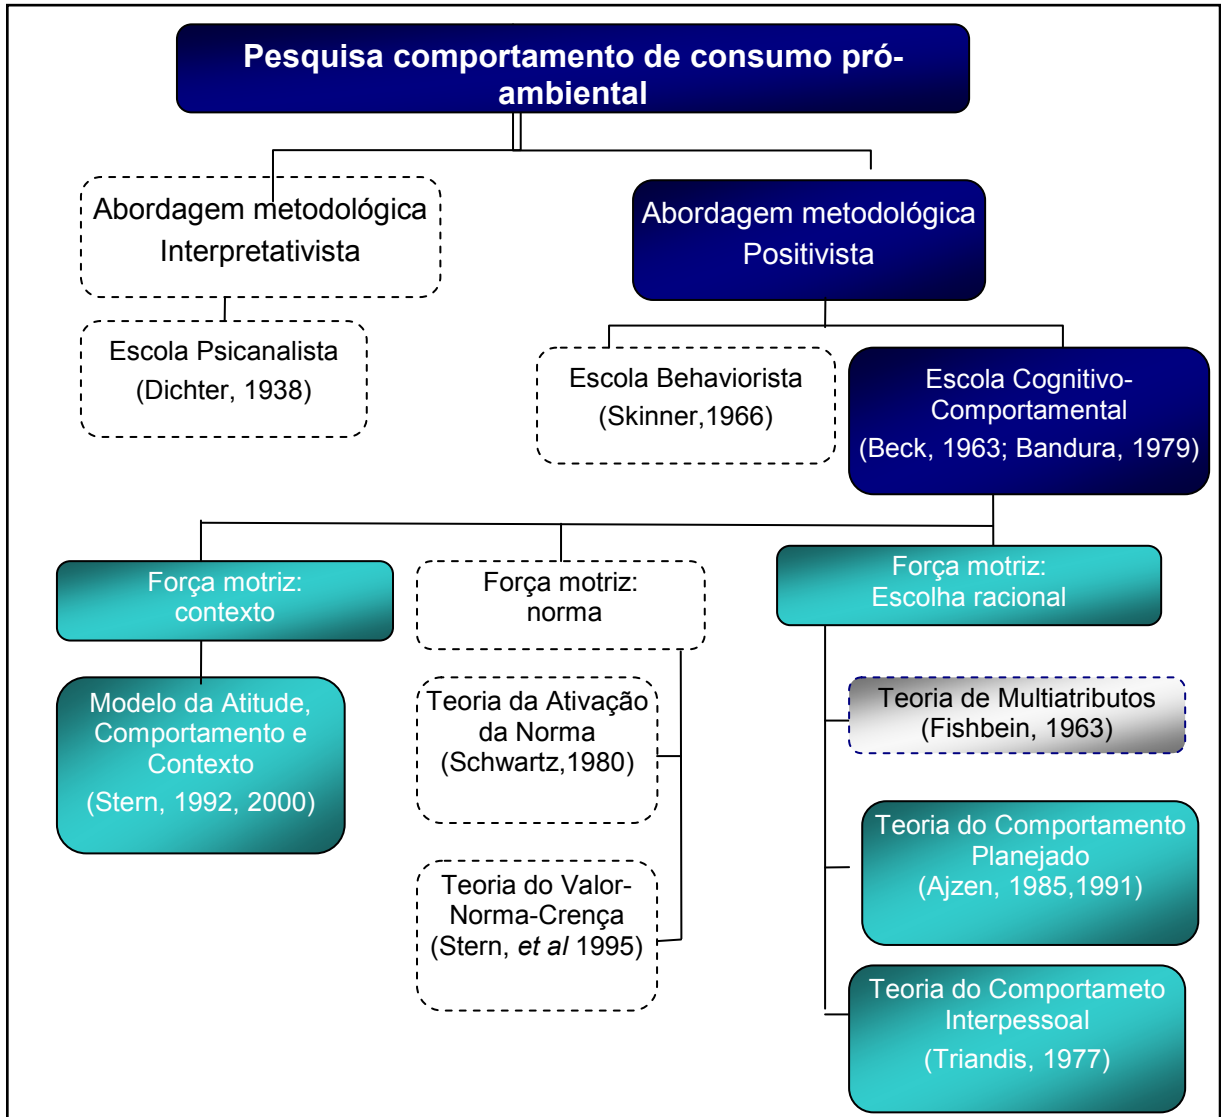 Pesquisa comportamento de consumo pró-
ambiental
Abordagem metodológica
Interpretativista
Abordagem metodológica
Positivista
Escola Psicanalista
(Dichter, 1938)
Escola Behaviorista
(Skinner,1966)
Escola Cognitivo-
Comportamental
(Beck, 1963; Bandura, 1979)
Força motriz:
contexto
Força motriz:
norma
Força motriz:
Escolha racional
Modelo da Atitude,
Comportamento e
Contexto
(Stern, 1992, 2000)
Teoria da Ativação
da Norma
(Schwartz,1980)
Teoria do Valor-
Norma-Crença
(Stern, et al 1995)
Teoria de Multiatributos
(Fishbein, 1963)
Teoria do Comportamento
Planejado
(Ajzen, 1985,1991)
Teoria do Comportameto
Interpessoal
(Triandis, 1977)